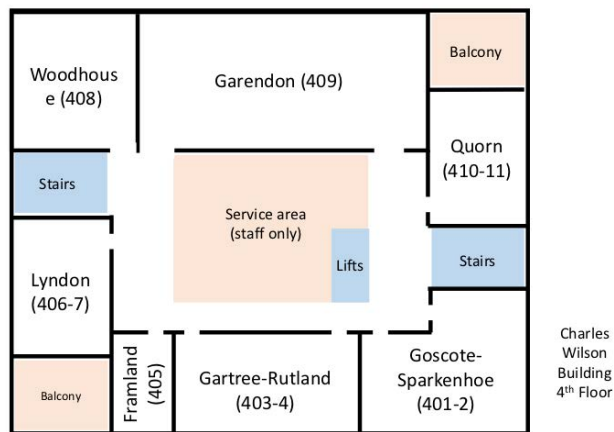 Woodhous
e (408)
Garendon (409)
Balcony
Quorn
(410-11)
Stairs
Service area
(staff only)
Lifts
Stairs
Lyndon
(406-7)
Balcony
Framland
(405)
Gartree-Rutland
(403-4)
Goscote-
Sparkenhoe
(401-2)
Charles
Wilson
Building
4th Floor